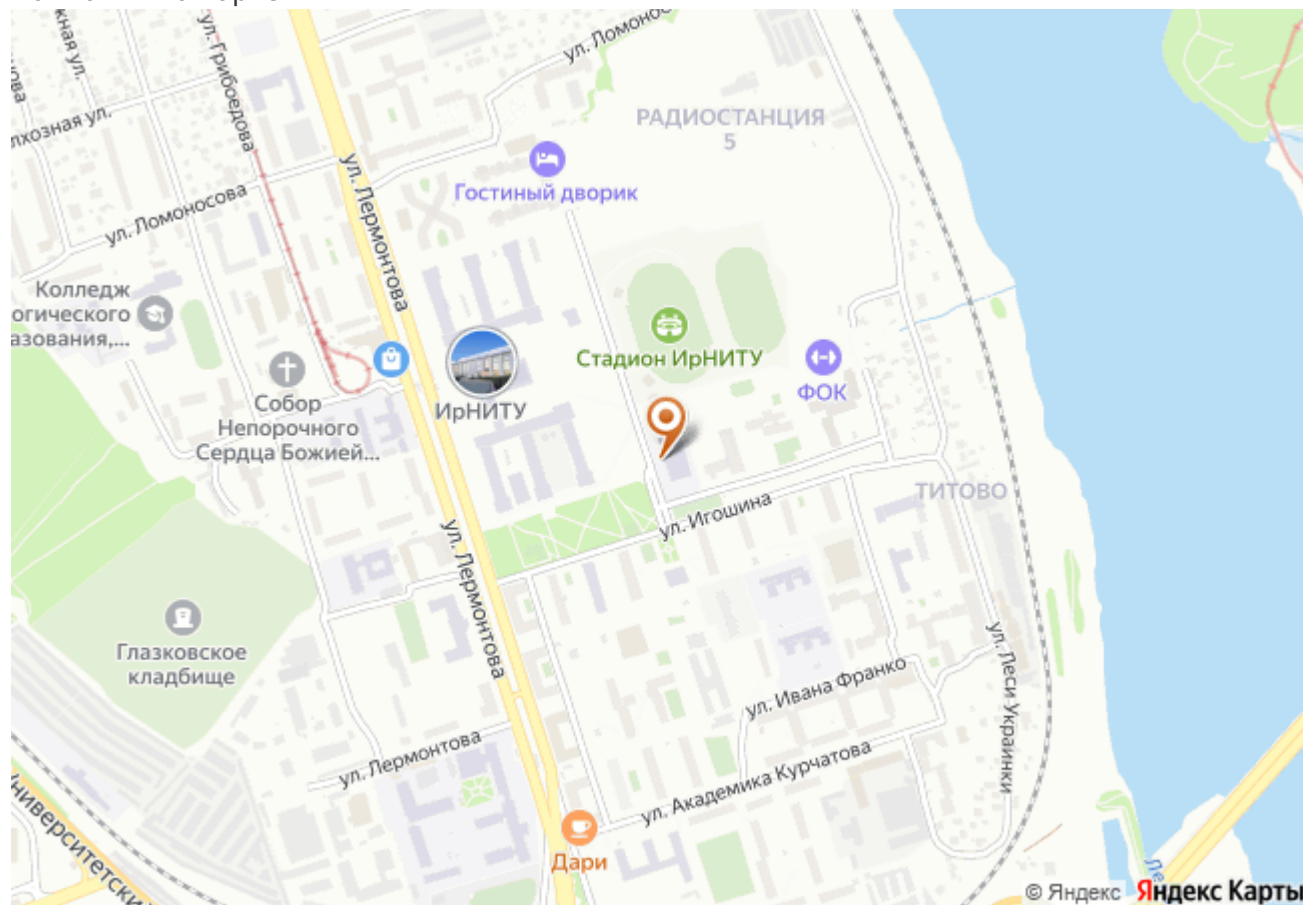 ул. Грибоедова
ул. Ломоносова
РАДИОСТАНЦИЯ
5
ул. Лермонтова
Гостиный дворик
ул. Ломоносова
Колледж
Стадион ИрНИТУ
ФОК
ИрНИТУ
Собор
Непорочного
Сердца Божией...
ТИТОВО
ул. Игошина
ул. Лермонтова
Глазковское
кладбище
ул. Леси Украинки
ул. Ивана Франко
ул. Лермонтова
ул. Академика Курчатова
Дари
© Яндекс Яндекс Карты